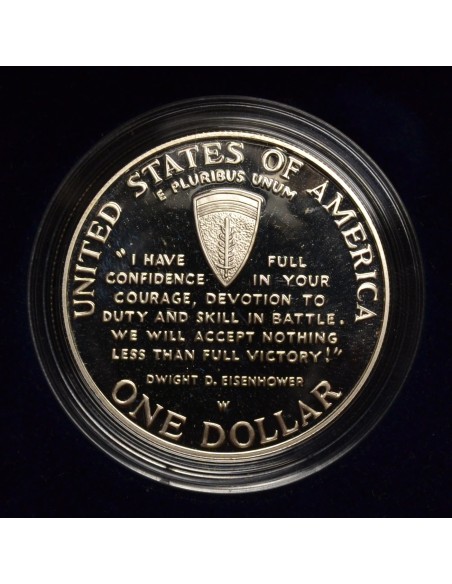 UNITED STATES OF AMERICA
E PLURIBUS UNUM
"I HAVE FULL
CONFIDENCE IN YOUR
COURAGE, DEVOTION TO
DUTY AND SKILL IN BATTLE.
WE WILL ACCEPT NOTHING
LESS THAN FULL VICTORY!"
DWIGHT D. EISENHOWER
W
ONE DOLLAR